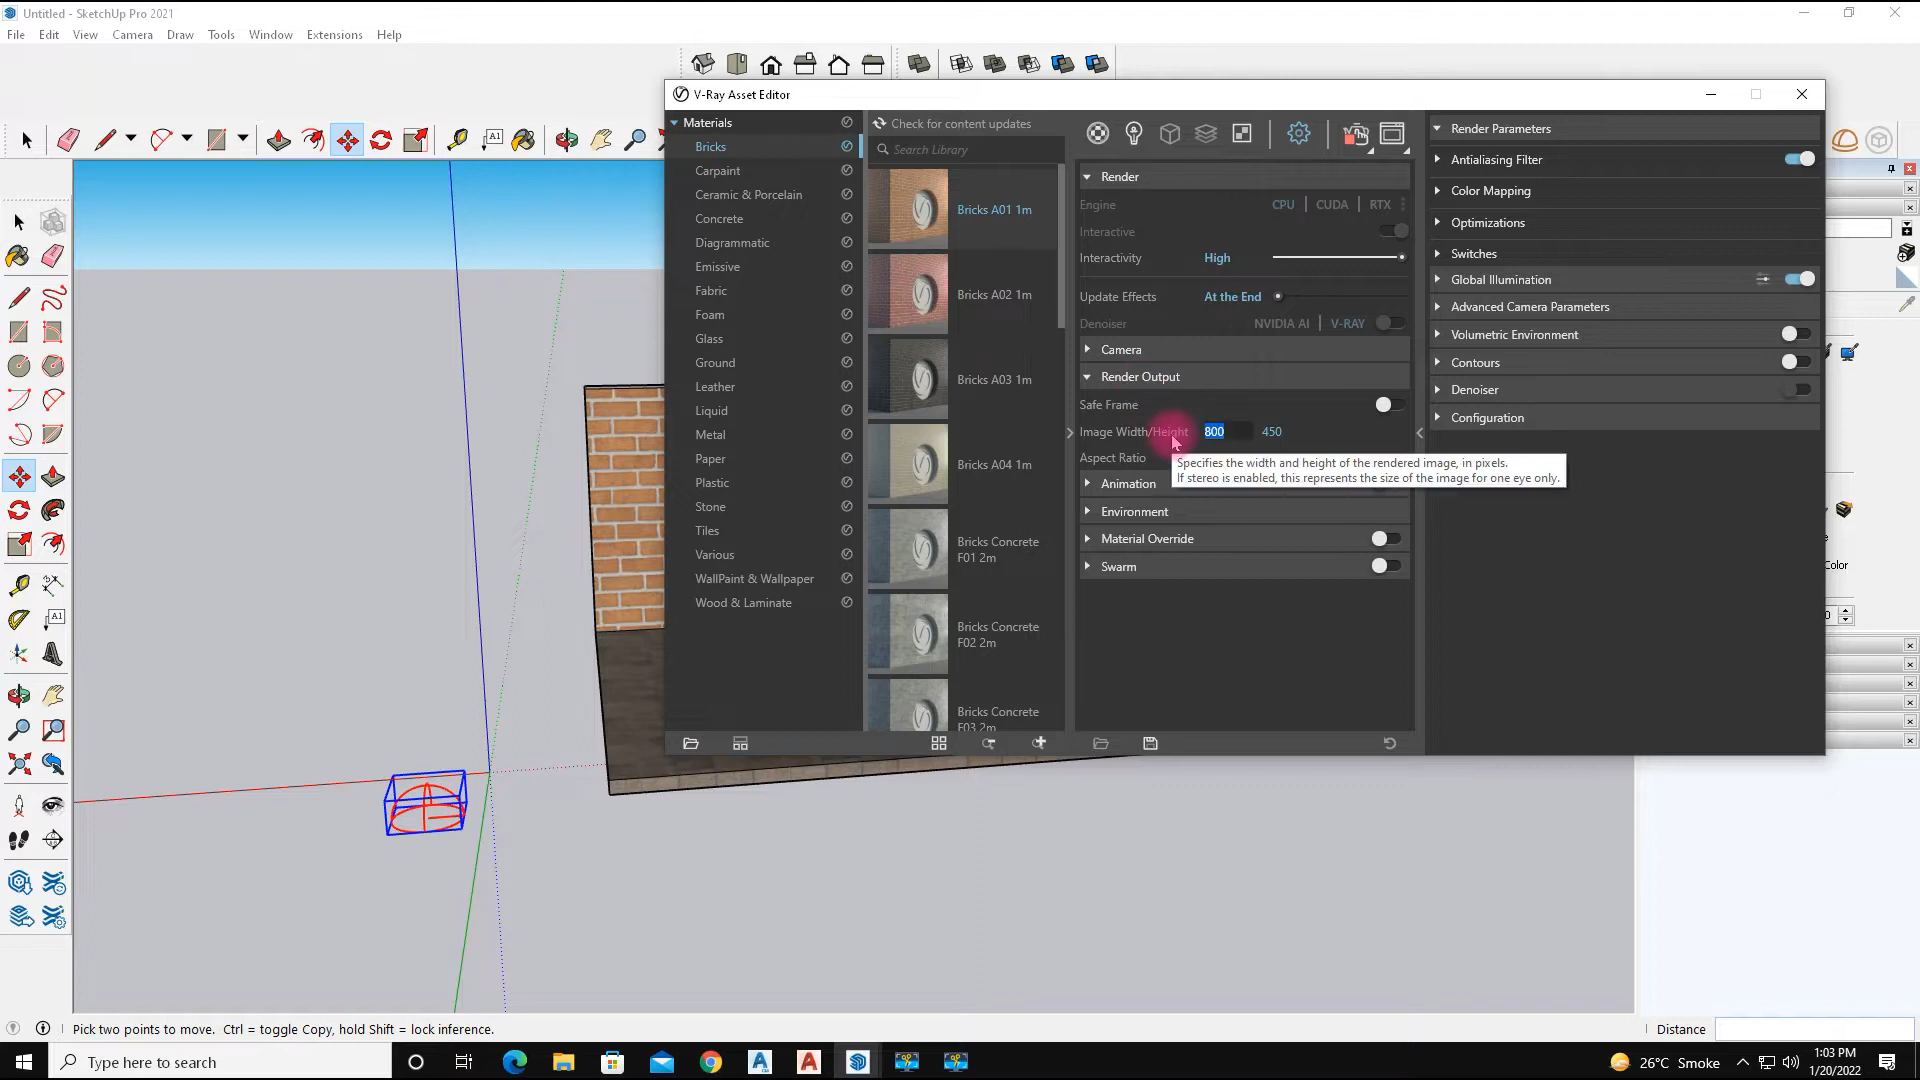 Untitled - SketchUp Pro 2021
File Edit View Camera Draw Tools Window Extensions Help
V-Ray Asset Editor
Materials
Bricks
Carpaint
Ceramic & Porcelain
Concrete
Diagrammatic
Emissive
Fabric
Foam
Glass
Ground
Leather
Liquid
Metal
Paper
Plastic
Stone
Tiles
Various
WallPaint & Wallpaper
Wood & Laminate
Check for content updates
Search Library
Bricks A01 1m
Bricks A02 1m
Bricks A03 1m
Bricks A04 1m
Bricks Concrete
F01 2m
Bricks Concrete
F02 2m
Bricks Concrete
F03 2m
Render
Engine CPU CUDA RTX
Interactive
Interactivity High
Update Effects At the End
Denoiser NVIDIA AI V-RAY
Camera
Render Output
Safe Frame
Image Width/Height 800 450
Aspect Ratio
Specifies the width and height of the rendered image, in pixels.
If stereo is enabled, this represents the size of the image for one eye only.
Animation
Environment
Material Override
Swarm
Render Parameters
Antialiasing Filter
Color Mapping
Optimizations
Switches
Global Illumination
Advanced Camera Parameters
Volumetric Environment
Contours
Denoiser
Configuration
Color
A1
A1
Pick two points to move. Ctrl = toggle Copy, hold Shift = lock inference.
Distance
Type here to search
26°C Smoke
1:03 PM
1/20/2022